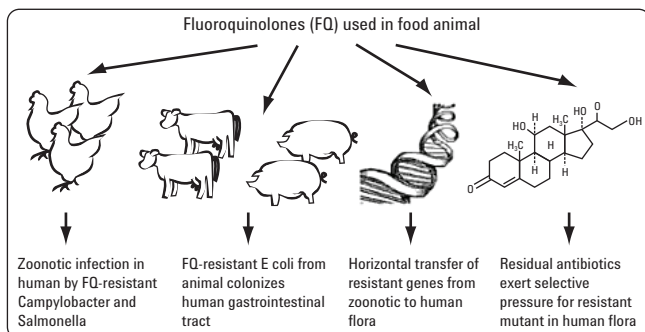 Fluoroquinolones (FQ) used in food animal
O
H₃C
OH
OH
HO
H
H₃C
H
H
H
O
Zoonotic infection in
human by FQ-resistant
Campylobacter and
Salmonella
FQ-resistant E coli from
animal colonizes
human gastrointestinal
tract
Horizontal transfer of
resistant genes from
zoonotic to human
flora
Residual antibiotics
exert selective
pressure for resistant
mutant in human flora